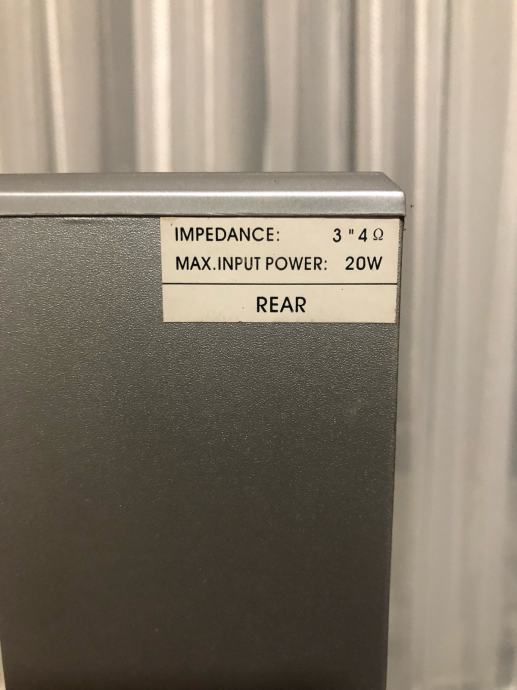 IMPEDANCE: 3 " 4 Ω
MAX.INPUT POWER: 20W
REAR